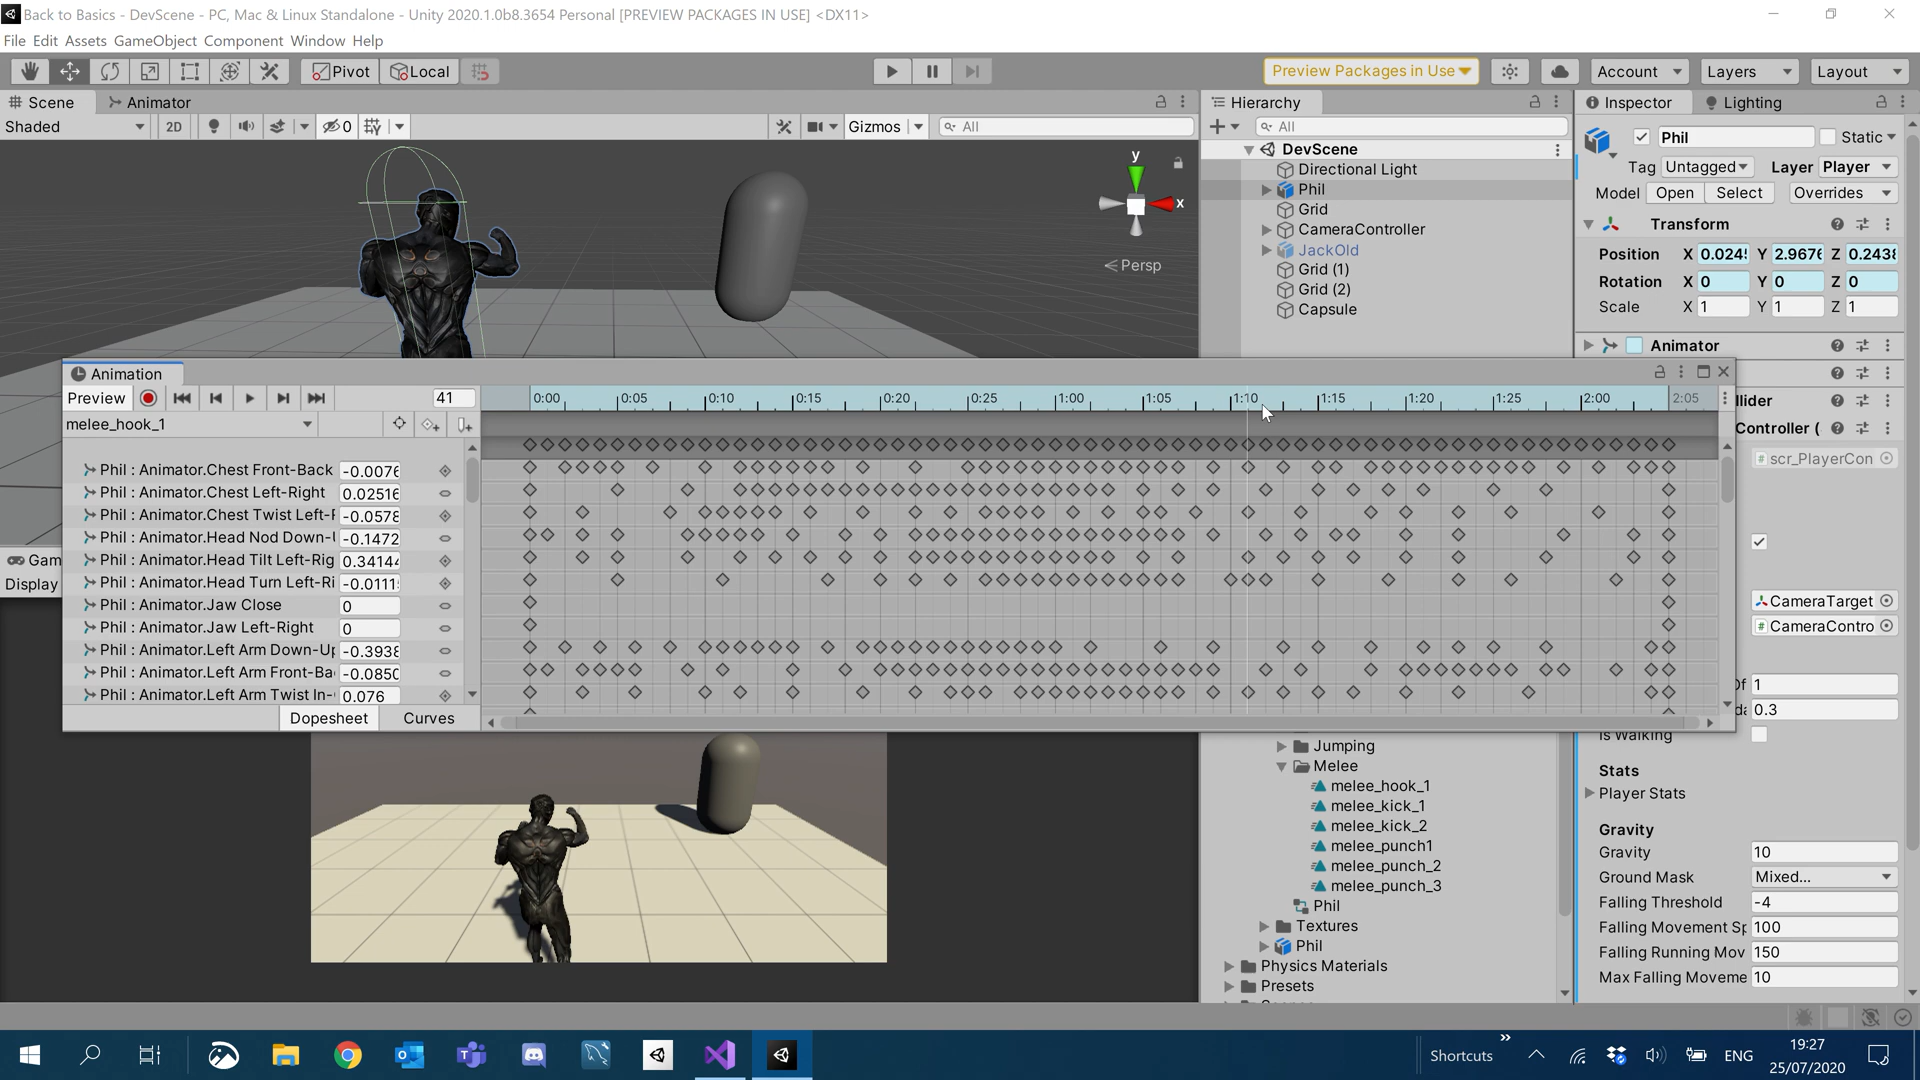 Back to Basics - DevScene - PC, Mac & Linux Standalone - Unity 2020.1.0b8.3654 Personal [PREVIEW PACKAGES IN USE] <DX11>
File Edit Assets GameObject Component Window Help
Pivot Local Preview Packages in Use Account Layers Layout
Scene Animator
Shaded 2D 0 Gizmos All
y
x
Persp
Hierarchy
All
DevScene
Directional Light
Phil
Grid
CameraController
JackOld
Grid (1)
Grid (2)
Capsule
Inspector Lighting
Phil Static
Tag Untagged Layer Player
Model Open Select Overrides
Transform
Position X 0.024 Y 2.967 Z 0.243
Rotation X 0 Y 0 Z 0
Scale X 1 Y 1 Z 1
Animator
llider
Controller (
scr_PlayerCon
CameraTarget
CameraContro
1
0.3
Is Walking
Stats
Player Stats
Gravity
Gravity 10
Ground Mask Mixed...
Falling Threshold -4
Falling Movement Sp 100
Falling Running Mov 150
Max Falling Moveme 10
Animation
Preview 41
0:00 0:05 0:10 0:15 0:20 0:25 1:00 1:05 1:10 1:15 1:20 1:25 2:00 2:05
melee_hook_1
Phil : Animator.Chest Front-Back -0.0076
Phil : Animator.Chest Left-Right 0.02516
Phil : Animator.Chest Twist Left- -0.0578
Phil : Animator.Head Nod Down- -0.1472
Phil : Animator.Head Tilt Left-Rig 0.34144
Phil : Animator.Head Turn Left-Ri -0.0111
Phil : Animator.Jaw Close 0
Phil : Animator.Jaw Left-Right 0
Phil : Animator.Left Arm Down-Up -0.3938
Phil : Animator.Left Arm Front-Ba -0.0850
Phil : Animator.Left Arm Twist In- 0.076
Dopesheet Curves
Gam
Display
Jumping
Melee
melee_hook_1
melee_kick_1
melee_kick_2
melee_punch1
melee_punch_2
melee_punch_3
Phil
Textures
Phil
Physics Materials
Presets
Shortcuts
ENG
19:27
25/07/2020